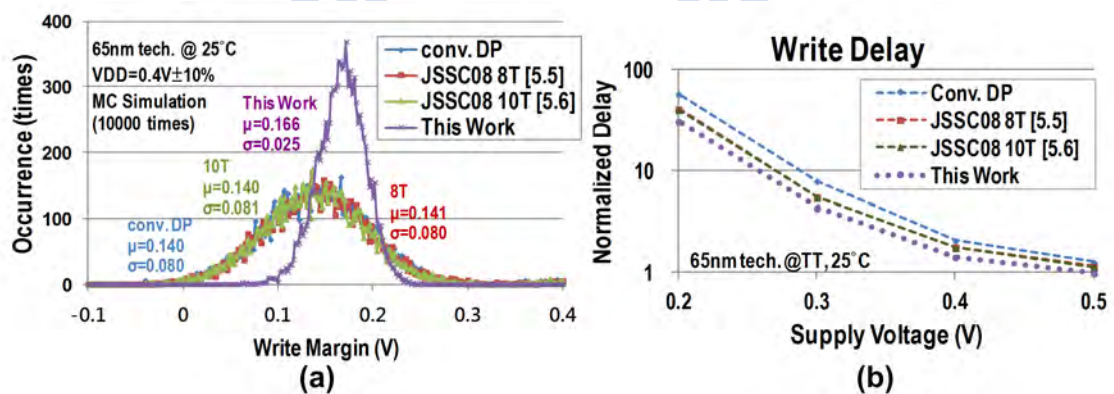 400
300
200
100
0
Occurrence (times)
65nm tech. @ 25°C
VDD=0.4V±10%
MC Simulation
(10000 times)
conv. DP
JSSC08 8T [5.5]
JSSC08 10T [5.6]
This Work
This Work
μ=0.166
σ=0.025
10T
μ=0.140
σ=0.081
8T
μ=0.141
σ=0.080
conv. DP
μ=0.140
σ=0.080
-0.1 0 0.1 0.2 0.3 0.4
Write Margin (V)
(a)
Write Delay
100
10
1
Normalized Delay
Conv. DP
JSSC08 8T [5.5]
JSSC08 10T [5.6]
This Work
65nm tech.@TT, 25°C
0.2 0.3 0.4 0.5
Supply Voltage (V)
(b)